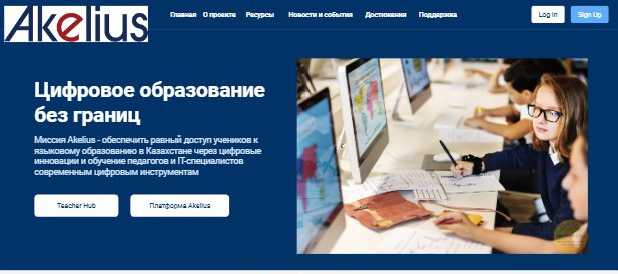 Akelius
Главная О проекте Ресурсы Новости и события Достижения Поддержка
Log In
Sign Up
Цифровое образование
без границ
Миссия Akelius - обеспечить равный доступ учеников к
языковому образованию в Казахстане через цифровые
инновации и обучение педагогов и IT-специалистов
современным цифровым инструментам
Teacher Hub
Платформа Akelius